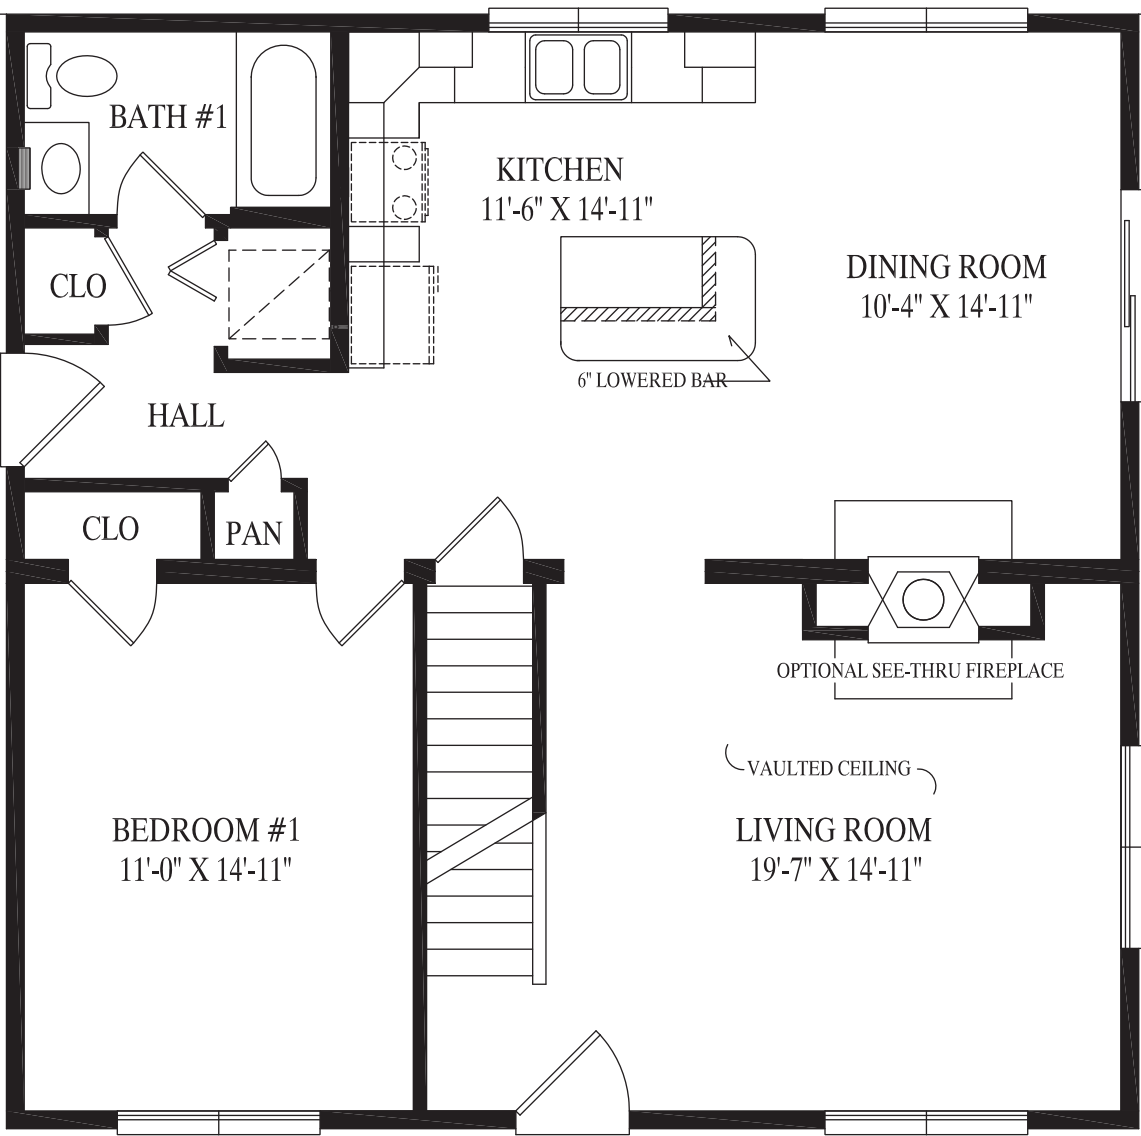 BATH #1
KITCHEN
11'-6" X 14'-11"
CLO
DINING ROOM
10'-4" X 14'-11"
6" LOWERED BAR
HALL
CLO
PAN
OPTIONAL SEE-THRU FIREPLACE
VAULTED CEILING
BEDROOM #1
11'-0" X 14'-11"
LIVING ROOM
19'-7" X 14'-11"